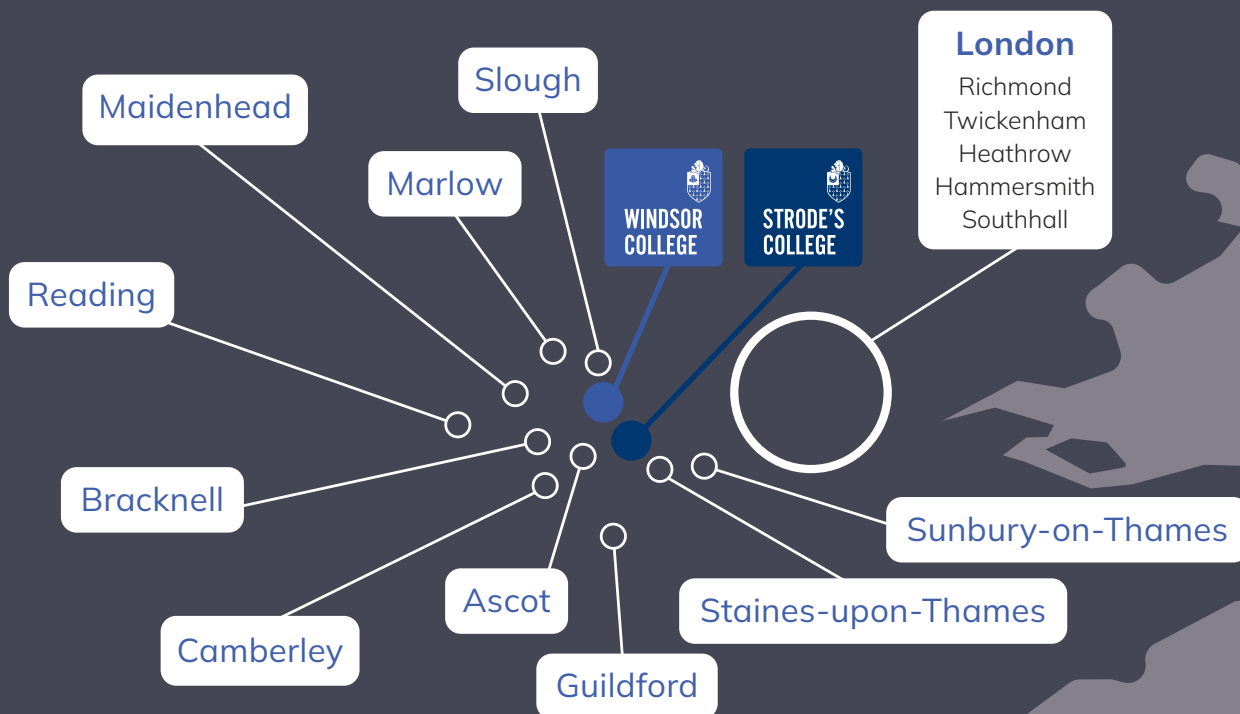 London
Richmond
Twickenham
Heathrow
Hammersmith
Southhall
Slough
Maidenhead
Marlow
WINDSOR
COLLEGE
STRODE'S
COLLEGE
Reading
Bracknell
Sunbury-on-Thames
Ascot
Staines-upon-Thames
Camberley
Guildford